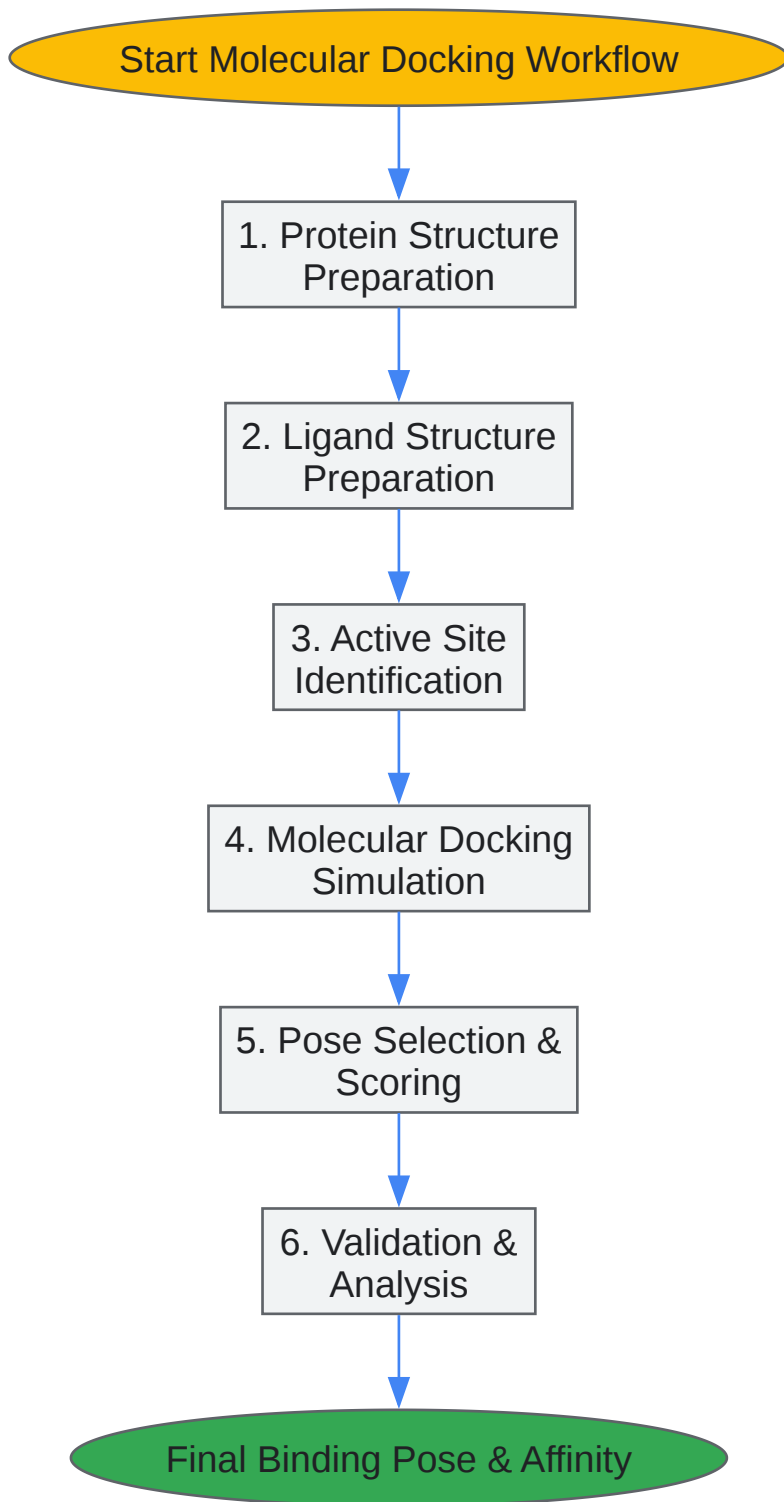 Start Molecular Docking Workflow
1. Protein Structure
Preparation
2. Ligand Structure
Preparation
3. Active Site
Identification
4. Molecular Docking
Simulation
5. Pose Selection &
Scoring
6. Validation &
Analysis
Final Binding Pose & Affinity